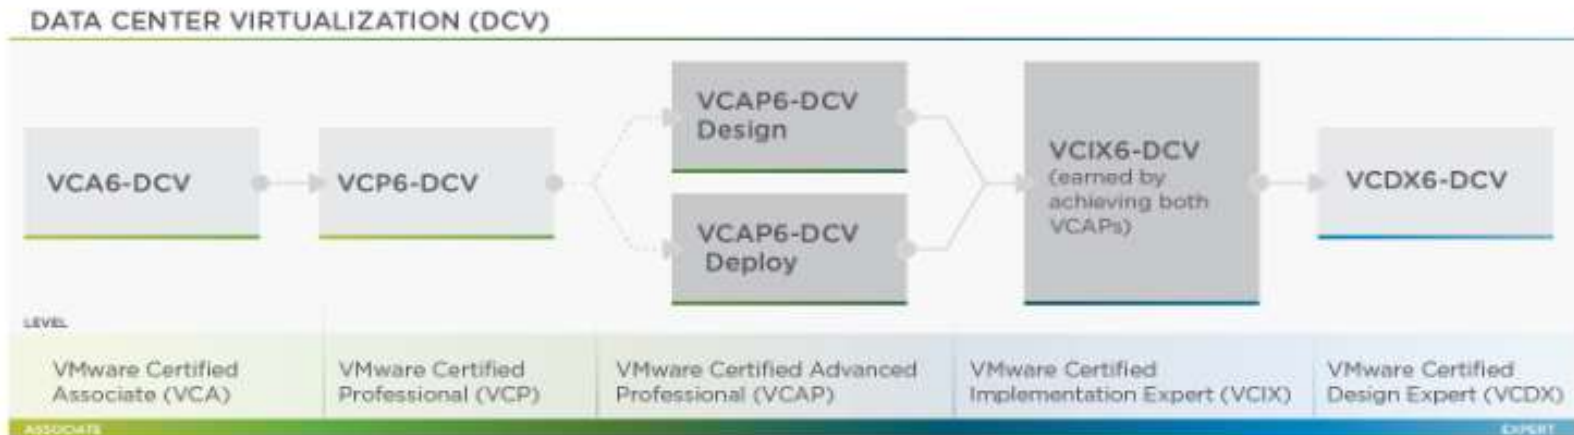 DATA CENTER VIRTUALIZATION (DCV)
VCA6-DCV
VCP6-DCV
VCAP6-DCV
Design
VCAP6-DCV
Deploy
VCIX6-DCV
(earned by
achieving both
VCAPs)
VCDX6-DCV
LEVEL
VMware Certified
Associate (VCA)
VMware Certified
Professional (VCP)
VMware Certified Advanced
Professional (VCAP)
VMware Certified
Implementation Expert (VCIX)
VMware Certified
Design Expert (VCDX)
ASSOCIATE
EXPERT